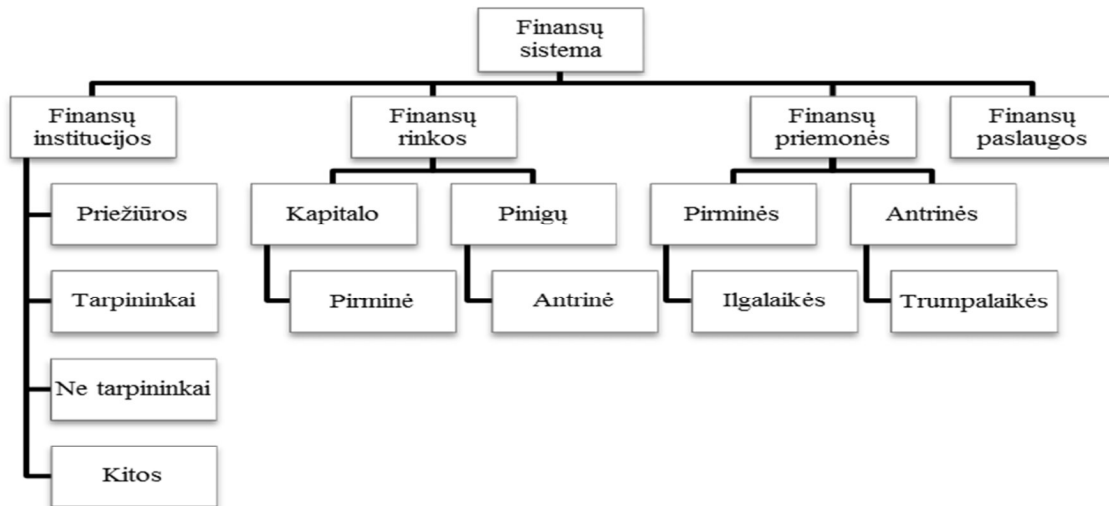 Finansų
sistema
Finansų
institucijos
Finansų
rinkos
Finansų
priemonės
Finansų
paslaugos
Priežiūros
Kapitalo
Pinigų
Pirminės
Antrinės
Tarpininkai
Pirminė
Antrinė
Ilgalaikės
Trumpalaikės
Ne tarpininkai
Kitos